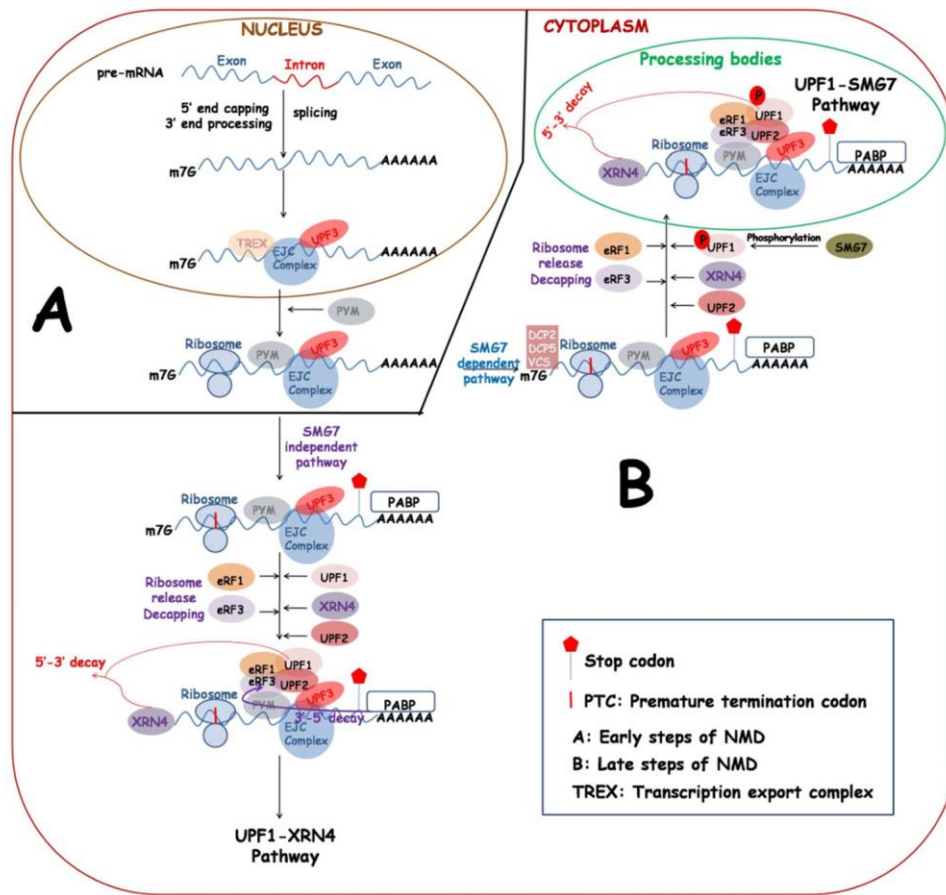 NUCLEUS
pre-mRNA
Exon
Intron
Exon
5' end capping
3' end processing
splicing
m7G
AAAAAA
TREX
EJC
Complex
UPF3
m7G
AAAAAA
A
PYM
Ribosome
PYM
UPF3
EJC
Complex
m7G
AAAAAA
CYTOPLASM
Processing bodies
UPF1-SMG7
Pathway
5'-3' decay
P
eRF1
UPF1
eRF3
UPF2
Ribosome
PYM
UPF3
PABP
XRN4
EJC
Complex
AAAAAA
Ribosome
release
Decapping
eRF1
P
UPF1
Phosphorylation
SMG7
eRF3
XRN4
UPF2
SMG7
dependent
pathway
DCP2
DCP5
VCS
m7G
Ribosome
PYM
UPF3
EJC
Complex
PABP
AAAAAA
B
SMG7
independent
pathway
Ribosome
PYM
UPF3
PABP
m7G
EJC
Complex
AAAAAA
Ribosome
release
Decapping
eRF1
UPF1
eRF3
XRN4
UPF2
5'-3' decay
eRF1
UPF1
eRF3
UPF2
Ribosome
PYM
UPF3
PABP
XRN4
EJC
Complex
3'-5' decay
AAAAAA
UPF1-XRN4
Pathway
Stop codon
PTC: Premature termination codon
A: Early steps of NMD
B: Late steps of NMD
TREX: Transcription export complex